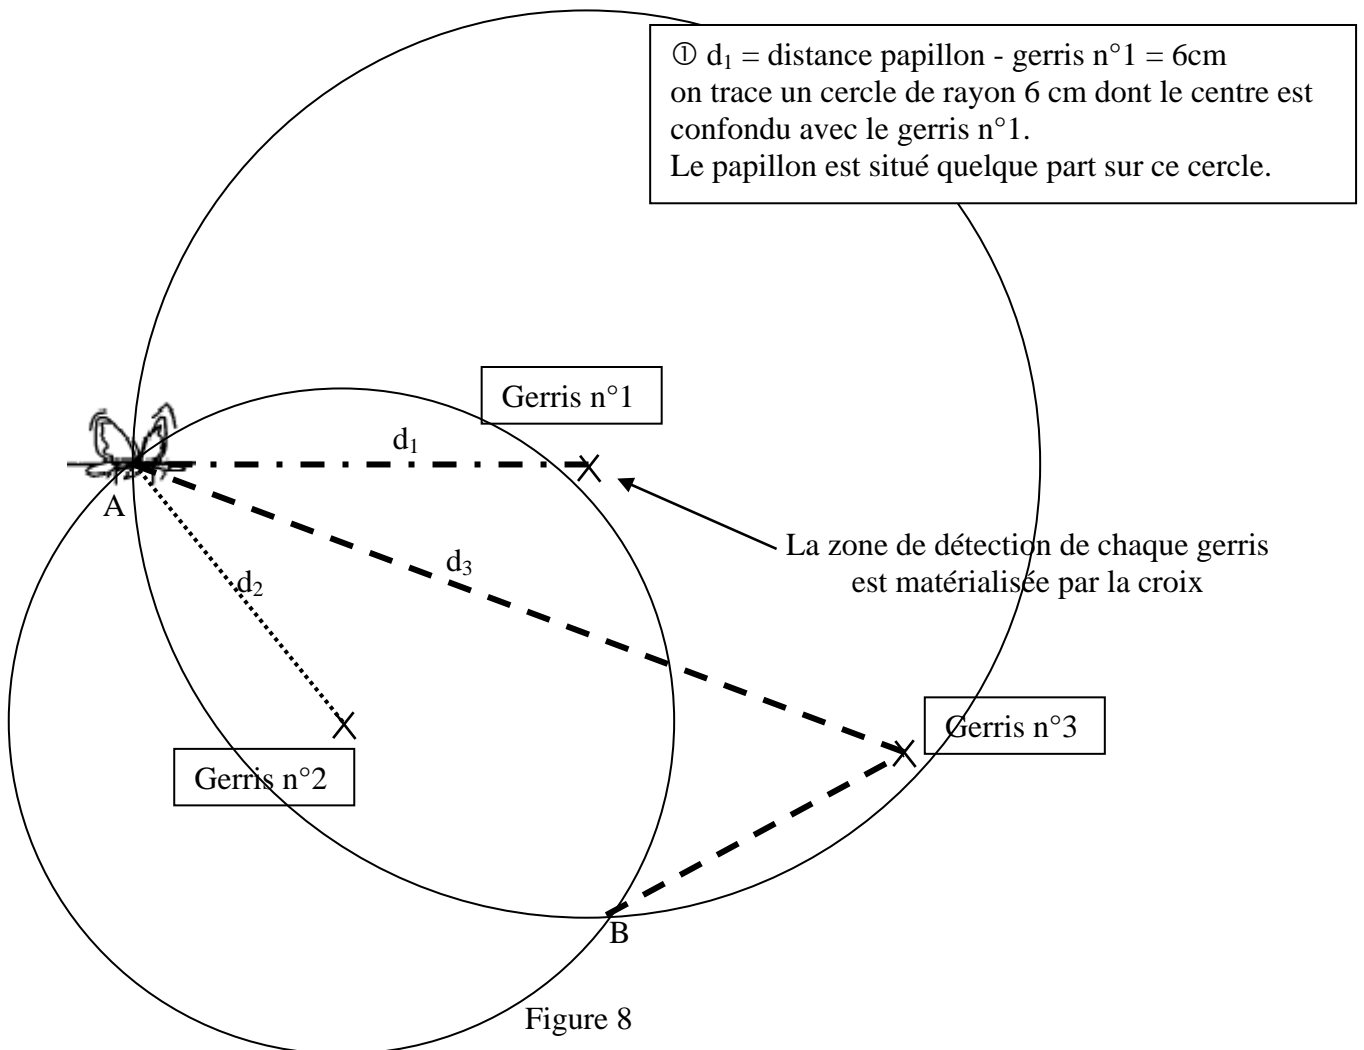 ① d₁ = distance papillon - gerris n°1 = 6cm
on trace un cercle de rayon 6 cm dont le centre est
confondu avec le gerris n°1.
Le papillon est situé quelque part sur ce cercle.
Gerris n°1
d₁
A
La zone de détection de chaque gerris
est matérialisée par la croix
d₃
d₂
Gerris n°3
Gerris n°2
B
Figure 8